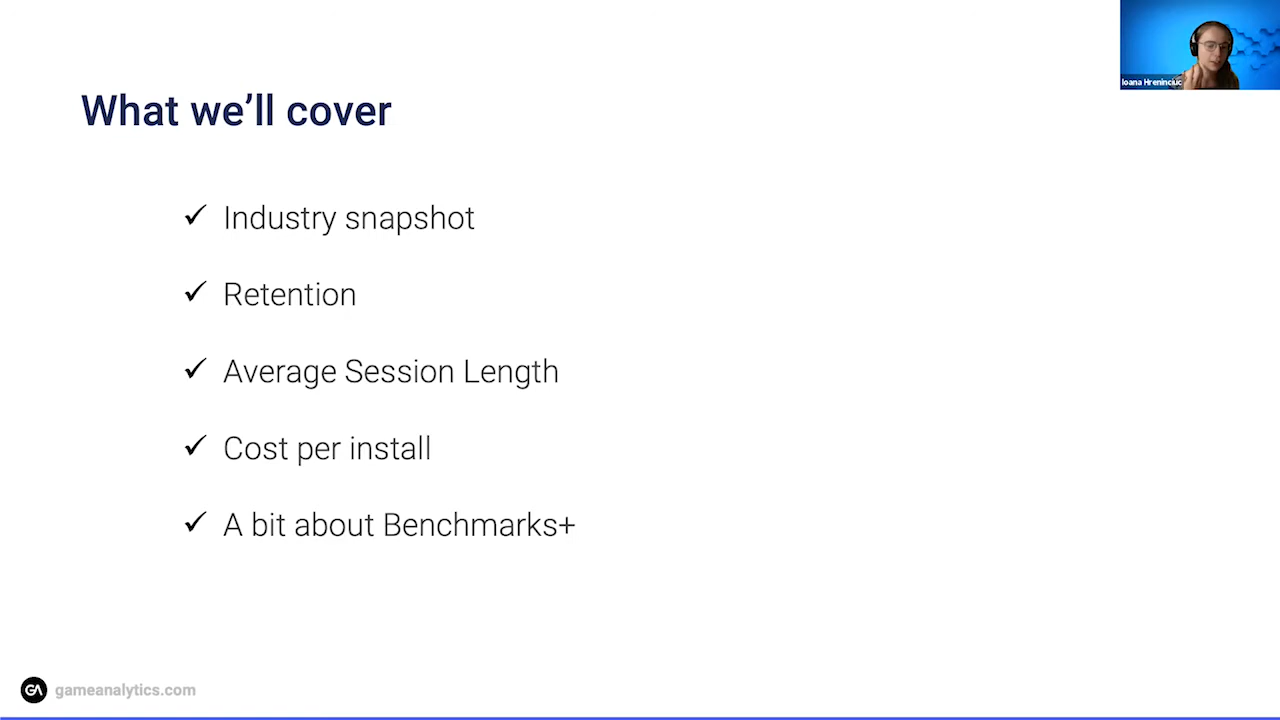 Ioana Hreninciuc
What we'll cover
✓ Industry snapshot
✓ Retention
✓ Average Session Length
✓ Cost per install
✓ A bit about Benchmarks+
GA gameanalytics.com